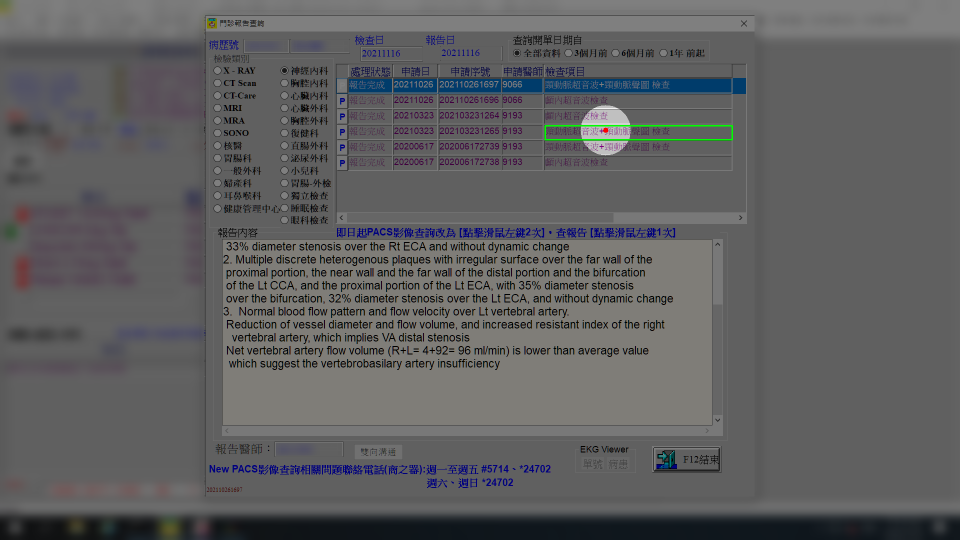 門診報告查詢
病歷號
檢查日 報告日 查詢開單日期自
20211116 20211116 全部資料 3個月前 6個月前 1年 前起
檢驗類別
X - RAY 神經內科
CT Scan 胸腔內科
CT-Care 心臟內科
MRI 心臟外科
MRA 胸腔外科
SONO 復健科
核醫 直腸外科
胃腸科 泌尿外科
一般外科 小兒科
婦產科 胃腸-外檢
耳鼻喉科 獨立檢查
健康管理中心 睡眠檢查
眼科檢查
處理狀態 申請日 申請序號 申請醫師 檢查項目
報告完成 20211026 202110261697 9066 頸動脈超音波+頸動脈聲圖 檢查
P 報告完成 20211026 202110261696 9066 顱內超音波檢查
P 報告完成 20210323 202103231264 9193 顱內超音波檢查
P 報告完成 20210323 202103231265 9193 頸動脈超音波+頸動脈聲圖 檢查
P 報告完成 20200617 202006172739 9193 頸動脈超音波+頸動脈聲圖 檢查
P 報告完成 20200617 202006172738 9193 顱內超音波檢查
報告內容 即日起PACS影像查詢改為 [點擊滑鼠左鍵2次]，查報告 [點擊滑鼠左鍵1次]
33% diameter stenosis over the Rt ECA and without dynamic change
2. Multiple discrete heterogenous plaques with irregular surface over the far wall of the
proximal portion, the near wall and the far wall of the distal portion and the bifurcation
of the Lt CCA, and the proximal portion of the Lt ECA, with 35% diameter stenosis
over the bifurcation, 32% diameter stenosis over the Lt ECA, and without dynamic change
3. Normal blood flow pattern and flow velocity over Lt vertebral artery.
Reduction of vessel diameter and flow volume, and increased resistant index of the right
vertebral artery, which implies VA distal stenosis
Net vertebral artery flow volume (R+L= 4+92= 96 ml/min) is lower than average value
which suggest the vertebrobasilary artery insufficiency
報告醫師： 雙向溝通 EKG Viewer
單號 病患 F12結束
New PACS影像查詢相關問題聯絡電話(商之器):週一至週五 #5714、*24702
週六、週日 *24702
202110261697